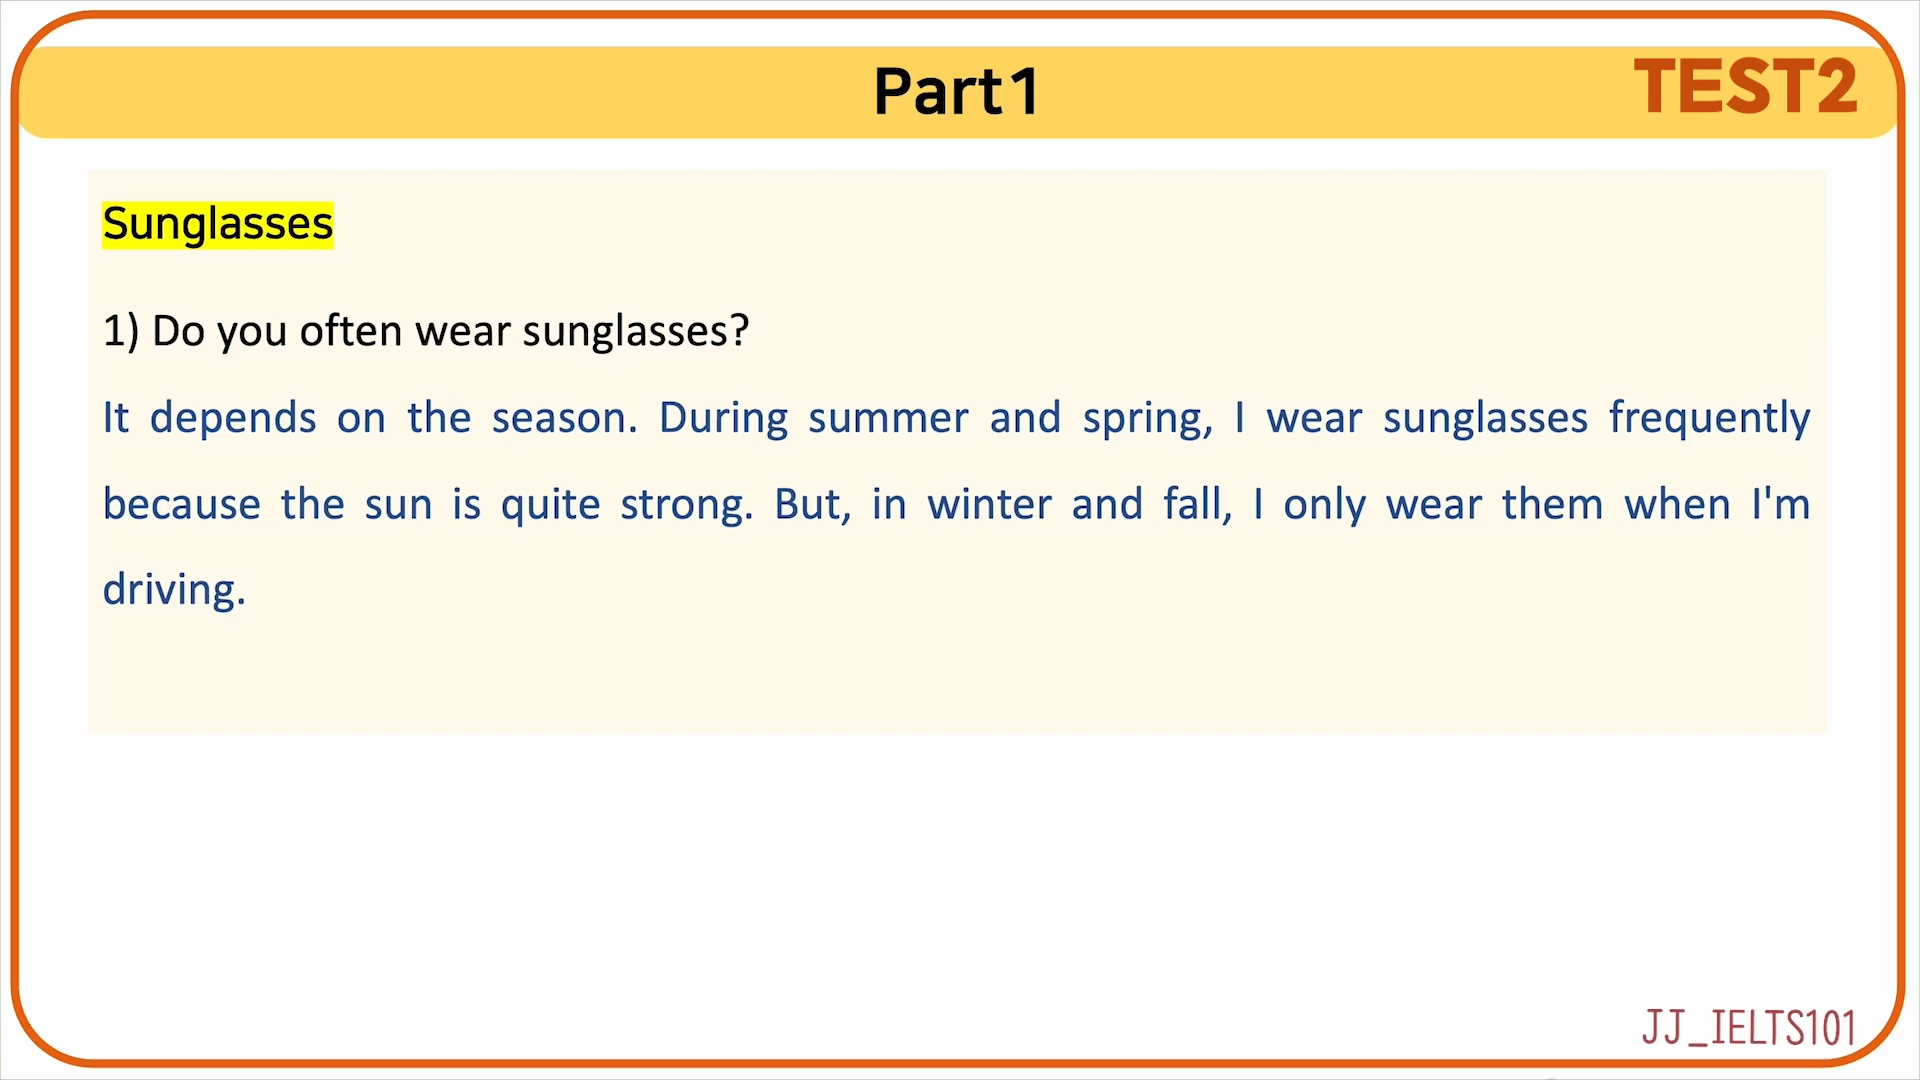 Part1
TEST2
Sunglasses
1) Do you often wear sunglasses?
It depends on the season. During summer and spring, I wear sunglasses frequently
because the sun is quite strong. But, in winter and fall, I only wear them when I'm
driving.
JJ_IELTS101